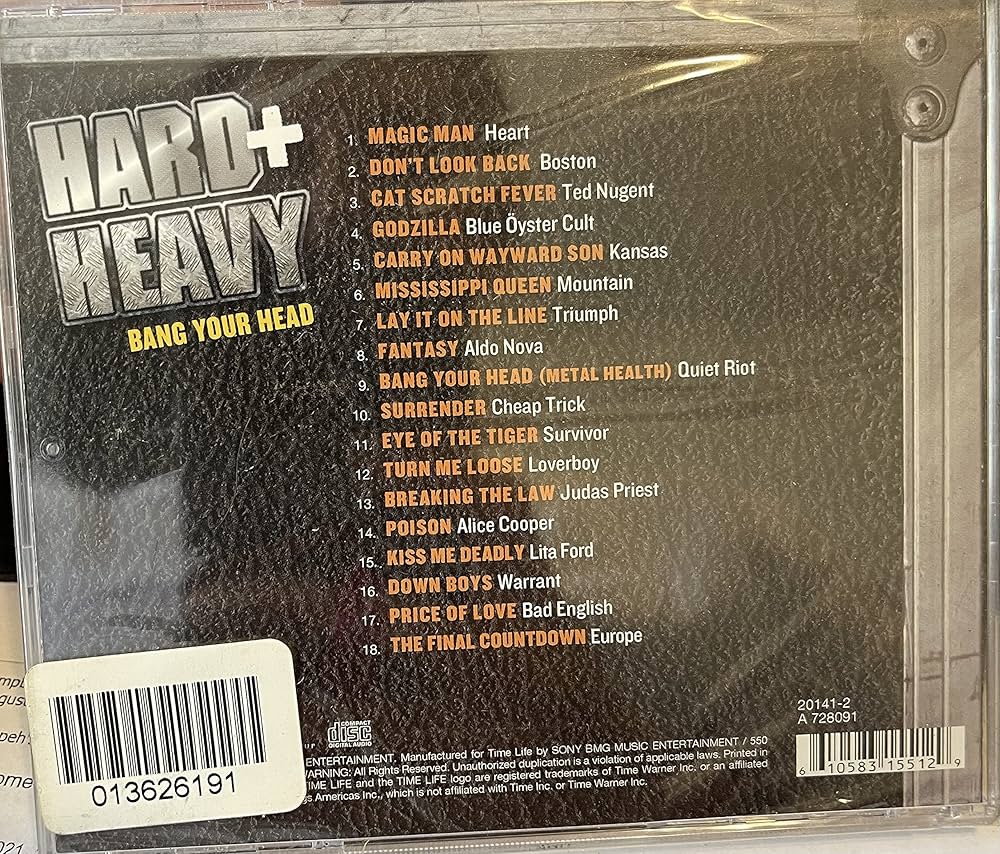 HARD+
HEAVY
BANG YOUR HEAD
1. MAGIC MAN Heart
2. DON'T LOOK BACK Boston
3. CAT SCRATCH FEVER Ted Nugent
4. GODZILLA Blue Öyster Cult
5. CARRY ON WAYWARD SON Kansas
6. MISSISSIPPI QUEEN Mountain
7. LAY IT ON THE LINE Triumph
8. FANTASY Aldo Nova
9. BANG YOUR HEAD (METAL HEALTH) Quiet Riot
10. SURRENDER Cheap Trick
11. EYE OF THE TIGER Survivor
12. TURN ME LOOSE Loverboy
13. BREAKING THE LAW Judas Priest
14. POISON Alice Cooper
15. KISS ME DEADLY Lita Ford
16. DOWN BOYS Warrant
17. PRICE OF LOVE Bad English
18. THE FINAL COUNTDOWN Europe
013626191
COMPACT
disc
DIGITAL AUDIO
ENTERTAINMENT. Manufactured for Time Life by SONY BMG MUSIC ENTERTAINMENT / 550
ARNING: All Rights Reserved. Unauthorized duplication is a violation of applicable laws. Printed in
TIME LIFE and the TIME LIFE logo are registered trademarks of Time Warner Inc. or an affiliated
s Americas Inc., which is not affiliated with Time Inc. or Time Warner Inc.
20141-2
A 728091
6 10583 15512 9